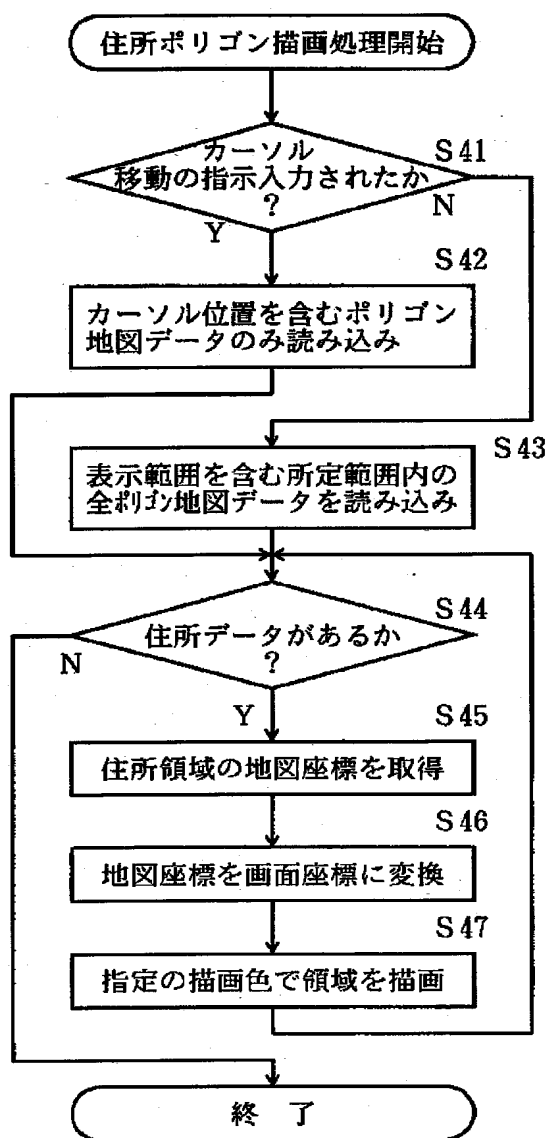 住所ポリゴン描画処理開始
カーソル
移動の指示入力されたか
?
S41
Y
N
S42
カーソル位置を含むポリゴン
地図データのみ読み込み
S43
表示範囲を含む所定範囲内の
全ポリゴン地図データを読み込み
S44
住所データがあるか
?
N
Y
S45
住所領域の地図座標を取得
S46
地図座標を画面座標に変換
S47
指定の描画色で領域を描画
終 了